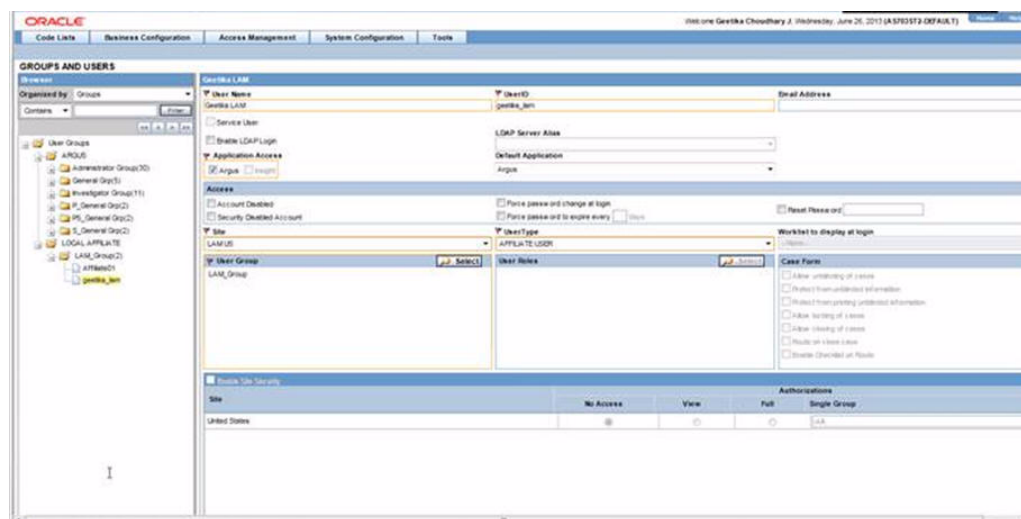 ORACLE
Welcome Geetika Choudhary J. Wednesday, June 26, 2013 (AS703ST2-DEFAULT) Home
Code Lists Business Configuration Access Management System Configuration Tools
GROUPS AND USERS
Browser
Organised by Groups
Contains Filter
User Groups
ARGUS
Administrator Group(30)
General Grp(5)
Investigator Group(11)
P_General Grp(2)
PS_General Grp(2)
S_General Grp(2)
LOCAL AFFILIATE
LAM_Group(2)
Affiliate01
geetika_lam
Geetika LAM
User Name UserID Email Address
Geetika LAM geetika_lam
Service User
Enable LDAP Login LDAP Server Alias
Application Access Default Application
Argus Insight Argus
Access
Account Disabled Force password change at login Reset Password
Security Disabled Account Force password to expire every days
Site UserType Worklist to display at login
LAM US AFFILIATE USER
User Group Select User Roles Select Case Form
LAM_Group
Allow unblinding of cases
Protect from unblinded information
Protect from printing unblinded information
Allow locking of cases
Allow closing of cases
Route on close case
Enable Checklist on Route
Enable Site Security
Site Authorizations
No Access View Full Single Group
United States